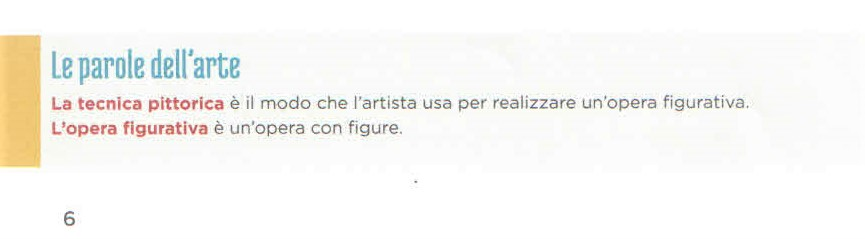 Le parole dell'arte
La tecnica pittorica è il modo che l'artista usa per realizzare un'opera figurativa.
L'opera figurativa è un'opera con figure.
6